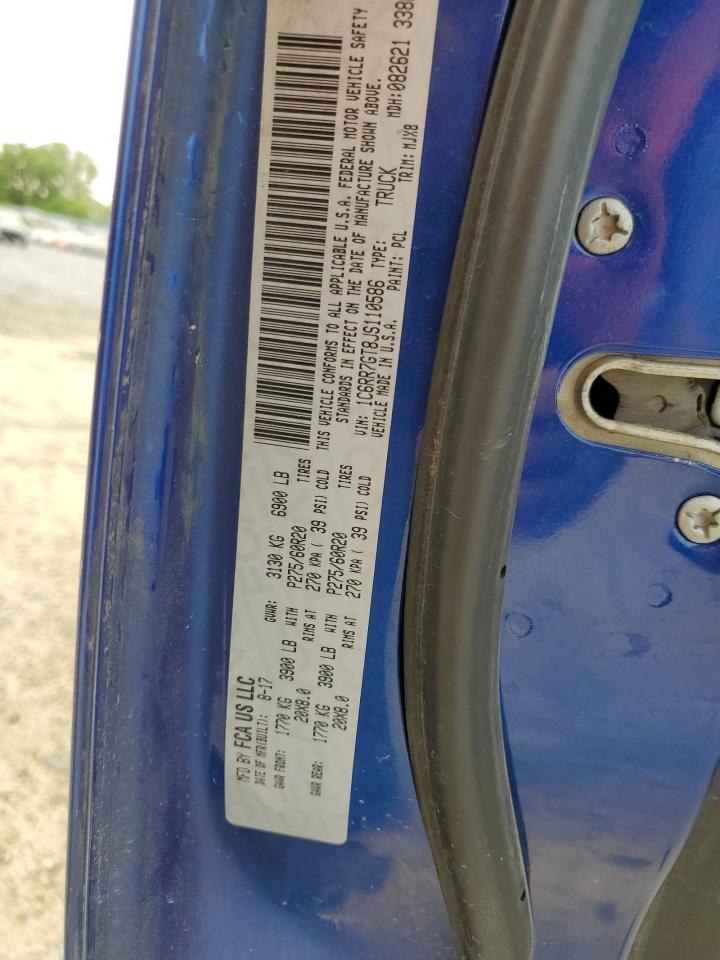 MFD BY FCA US LLC
DATE OF MFR(BUILT): 8-17 GVWR: 3130 KG 6900 LB
GAWR FRONT: 1770 KG 3900 LB WITH P275/60R20 TIRES
20X8.0 RIMS AT 270 KPA ( 39 PSI) COLD
GAWR REAR: 1770 KG 3900 LB WITH P275/60R20 TIRES
20X8.0 RIMS AT 270 KPA ( 39 PSI) COLD
THIS VEHICLE CONFORMS TO ALL APPLICABLE U.S.A. FEDERAL MOTOR VEHICLE SAFETY
STANDARDS IN EFFECT ON THE DATE OF MANUFACTURE SHOWN ABOVE.
VIN: 1C6RR7GT8JS110586 TYPE: TRUCK MDH:082621 338
VEHICLE MADE IN U.S.A. PAINT: PCL TRIM: MJX8